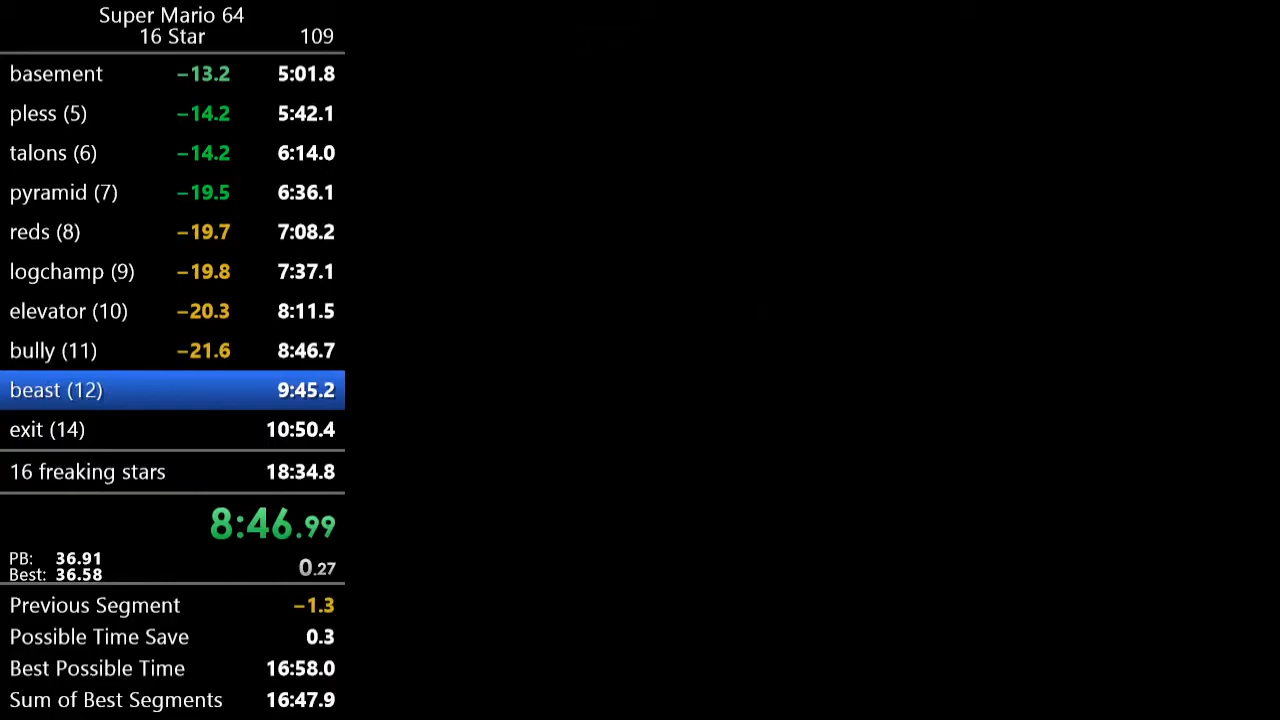 Super Mario 64
16 Star 109
basement −13.2 5:01.8
pless (5) −14.2 5:42.1
talons (6) −14.2 6:14.0
pyramid (7) −19.5 6:36.1
reds (8) −19.7 7:08.2
logchamp (9) −19.8 7:37.1
elevator (10) −20.3 8:11.5
bully (11) −21.6 8:46.7
beast (12) 9:45.2
exit (14) 10:50.4
16 freaking stars 18:34.8
8:46.99
PB: 36.91
Best: 36.58 0.27
Previous Segment −1.3
Possible Time Save 0.3
Best Possible Time 16:58.0
Sum of Best Segments 16:47.9